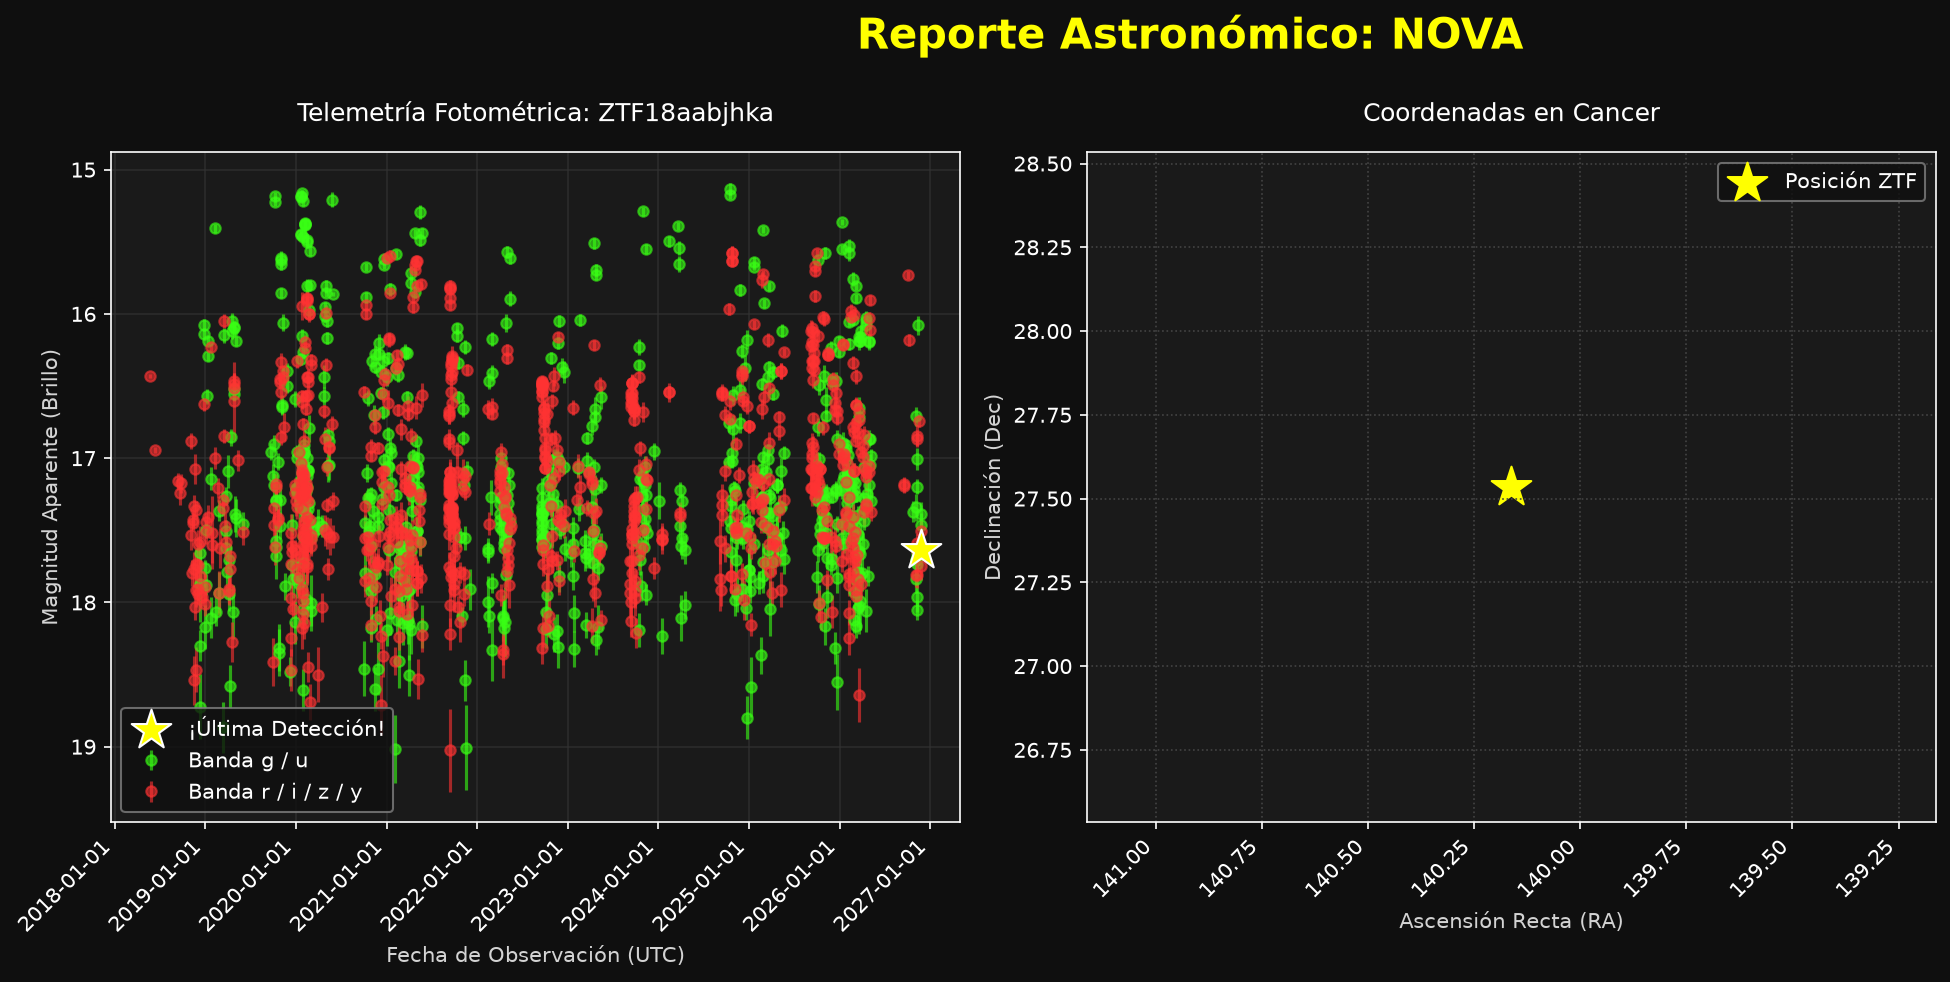 Reporte Astronómico: NOVA
Telemetría Fotométrica: ZTF18aabjhka
Magnitud Aparente (Brillo)
15
16
17
18
19
¡Última Detección!
Banda g / u
Banda r / i / z / y
2018-01-01
2019-01-01
2020-01-01
2021-01-01
2022-01-01
2023-01-01
2024-01-01
2025-01-01
2026-01-01
2027-01-01
Fecha de Observación (UTC)
Coordenadas en Cancer
Declinación (Dec)
28.50
28.25
28.00
27.75
27.50
27.25
27.00
26.75
Posición ZTF
141.00
140.75
140.50
140.25
140.00
139.75
139.50
139.25
Ascensión Recta (RA)